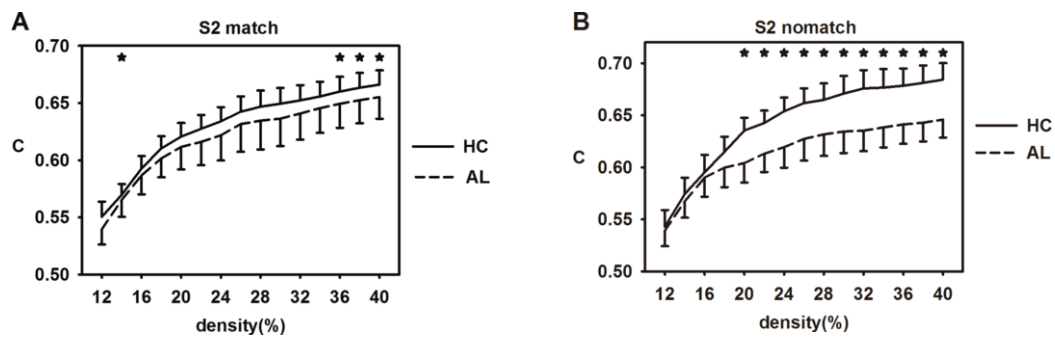 A
S2 match
0.70
0.65
0.60
0.55
0.50
C
* * * *
12 16 20 24 28 32 36 40
density(%)
HC
AL
B
S2 nomatch
0.70
0.65
0.60
0.55
0.50
C
* * * * * * * * * * *
12 16 20 24 28 32 36 40
density(%)
HC
AL